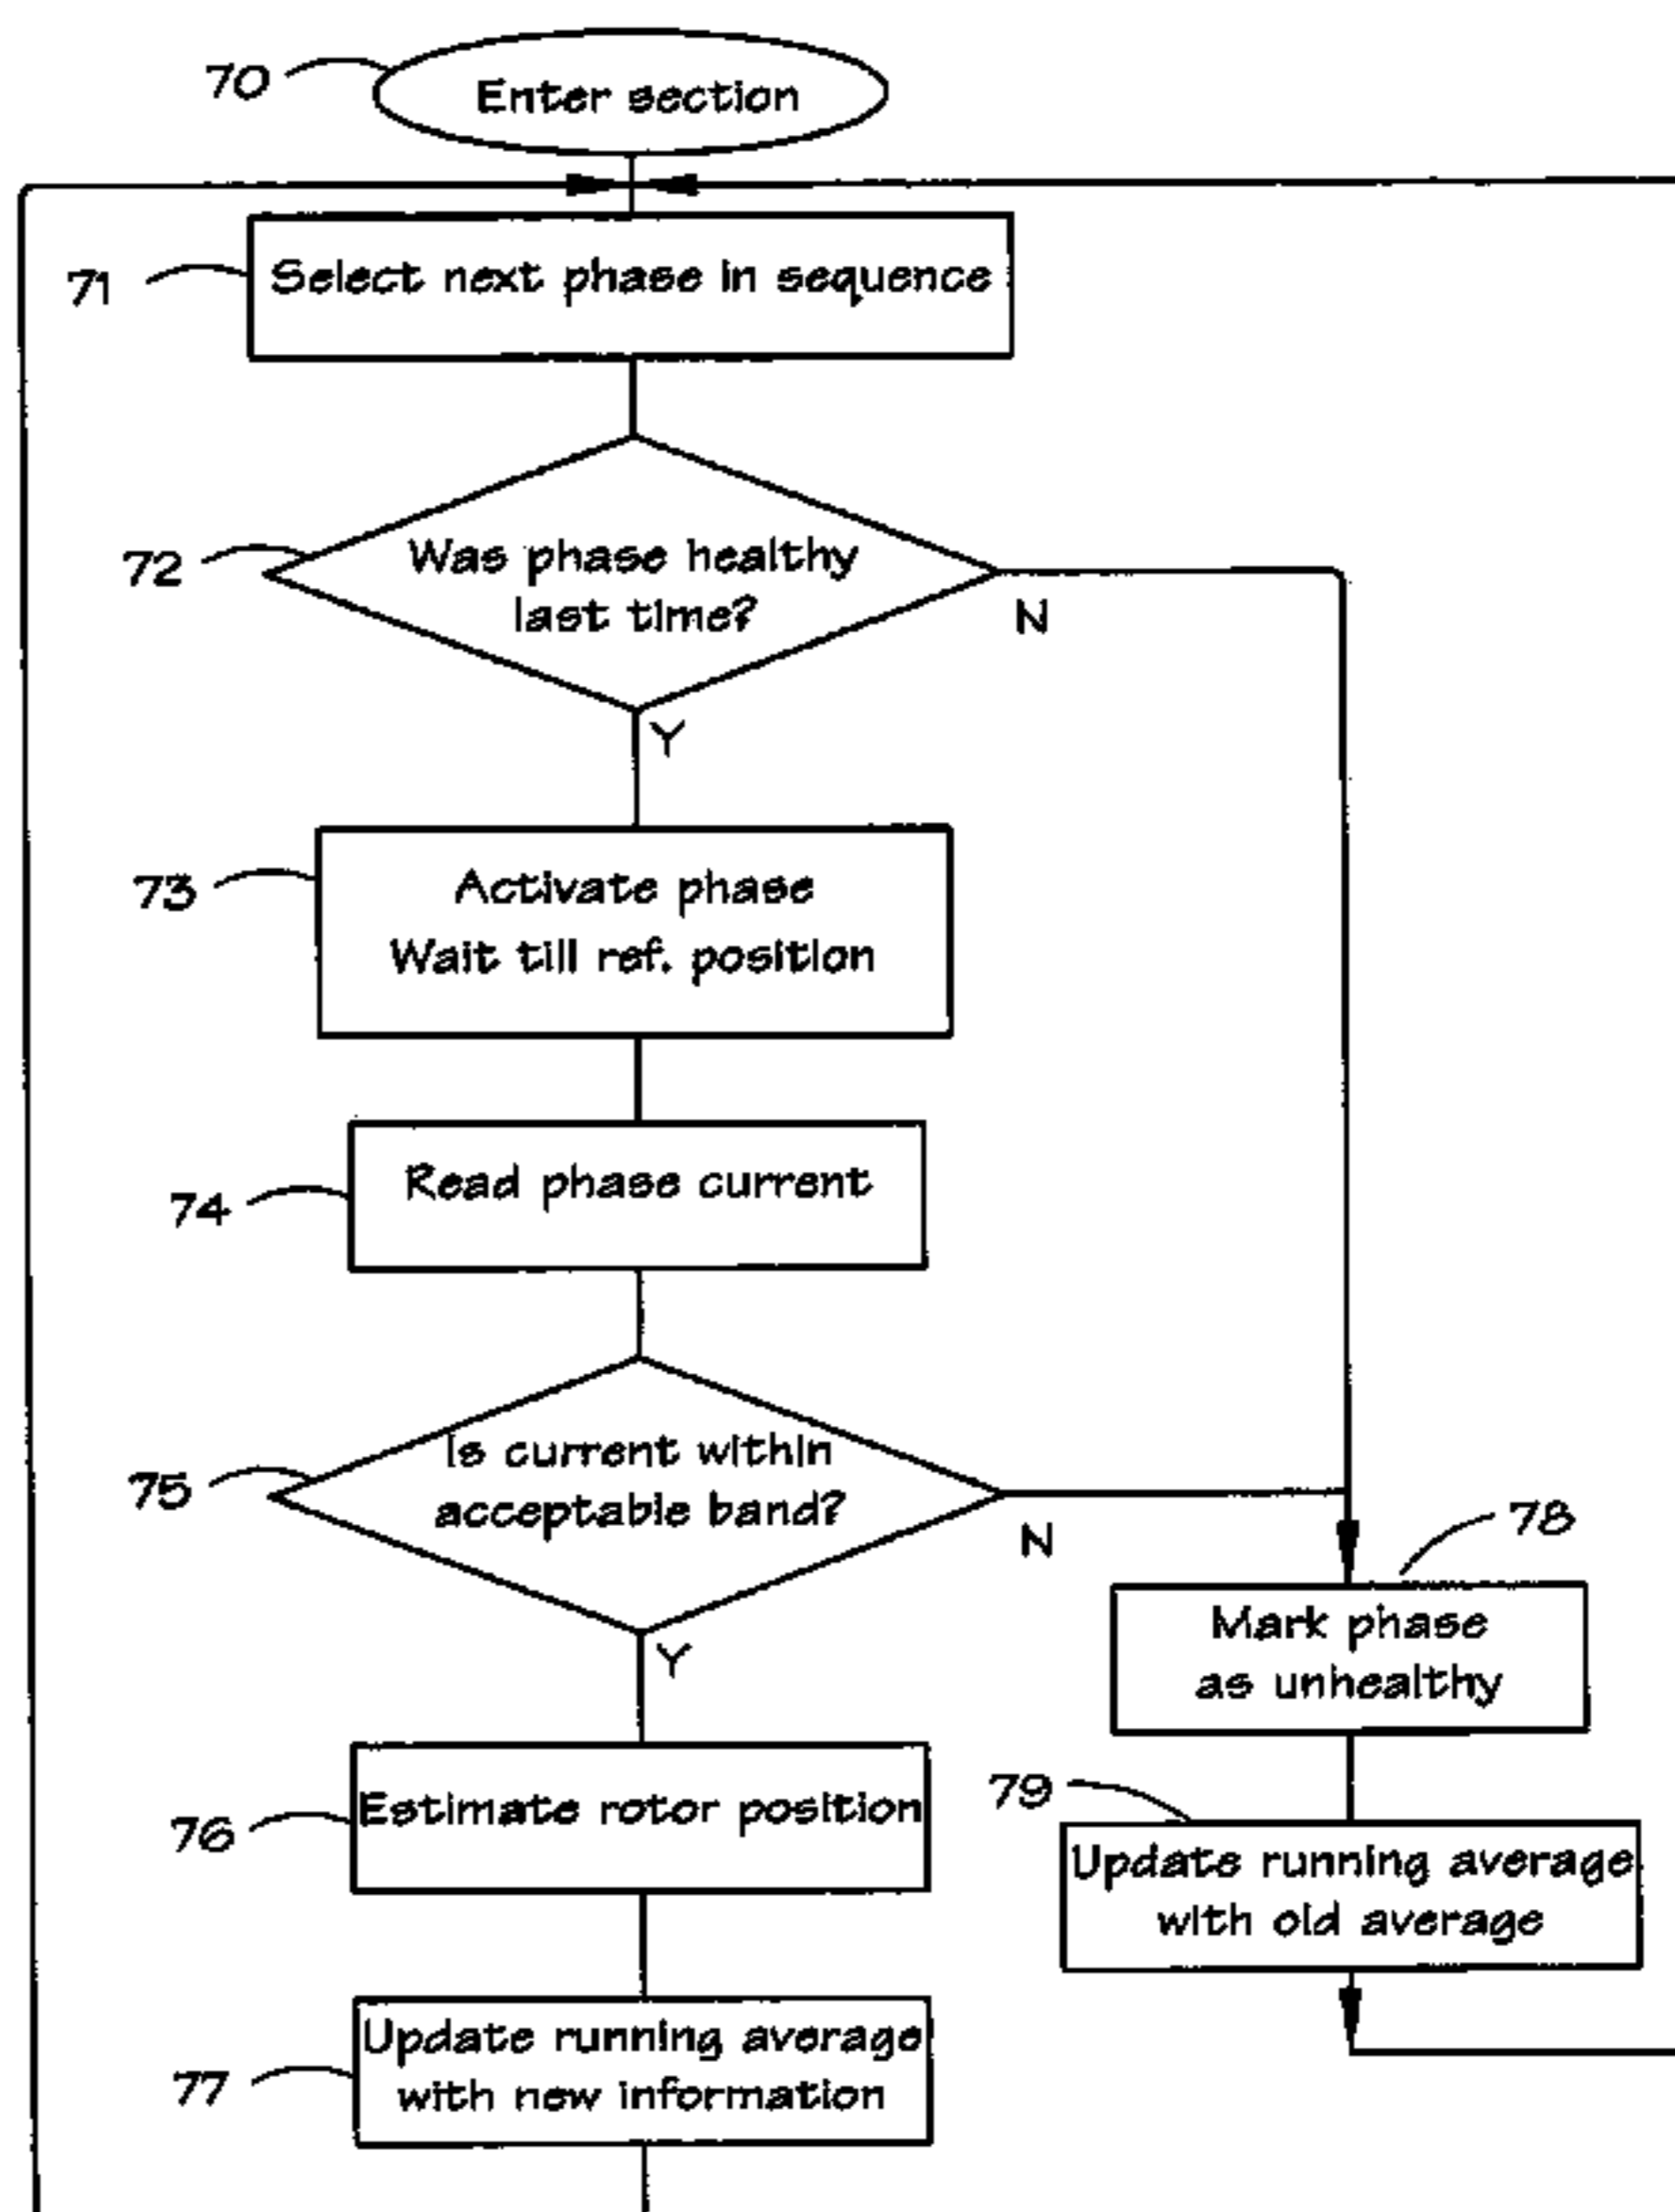 70
Enter section
71
Select next phase in sequence
72
Was phase healthy
last time?
N
Y
73
Activate phase
Wait till ref. position
74
Read phase current
75
Is current within
acceptable band?
N
Y
78
Mark phase
as unhealthy
76
Estimate rotor position
79
Update running average
with old average
77
Update running average
with new information